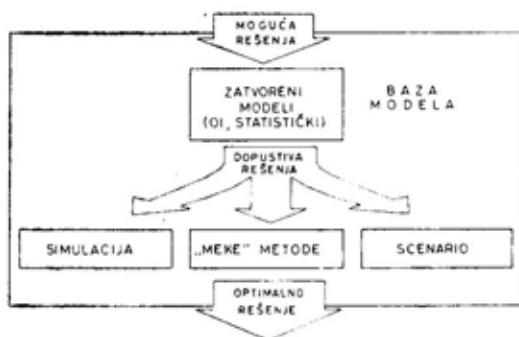 MOGUĆA
REŠENJA
ZATVORENI
MODELI
(OI, STATISTIČKI)
BAZA
MODELA
DOPUSTIVA
REŠENJA
SIMULACIJA
„MEKE” METODE
SCENARIO
OPTIMALNO
REŠENJE